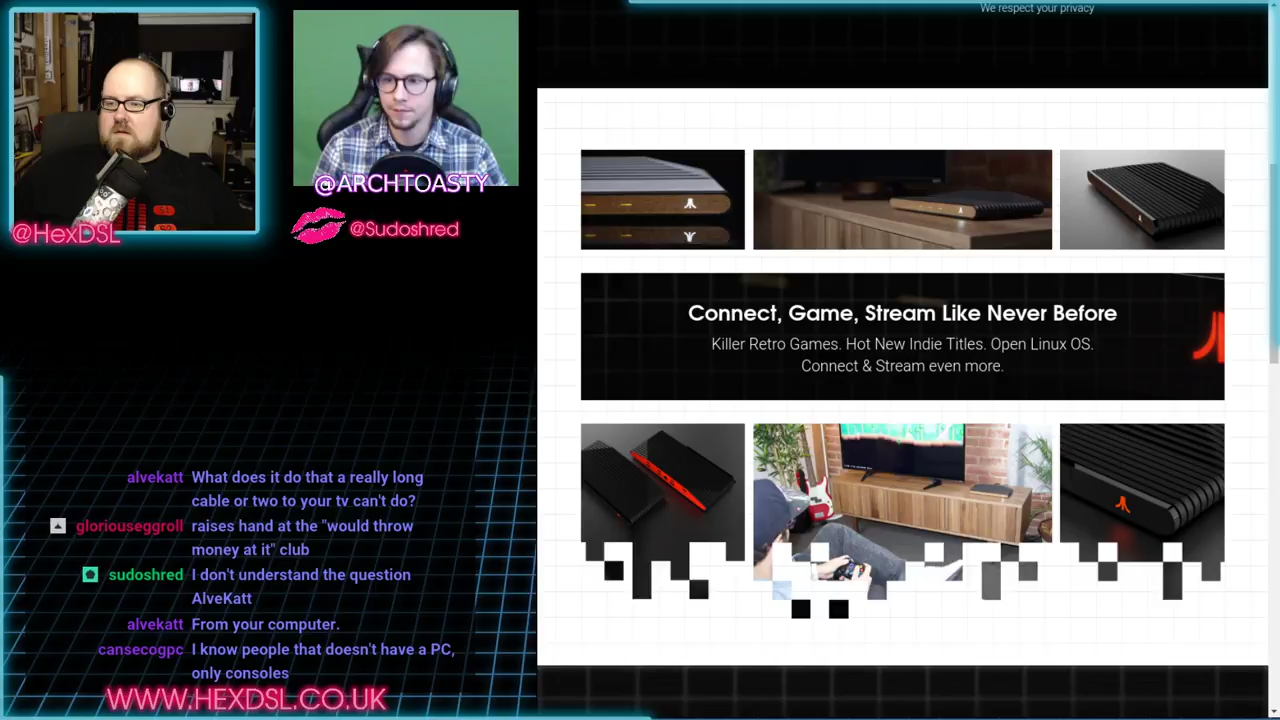 @HexDSL
@ARCHTOASTY
@Sudoshred
alvekatt What does it do that a really long
cable or two to your tv can't do?
gloriouseggroll raises hand at the "would throw
money at it" club
sudoshred I don't understand the question
AlveKatt
alvekatt From your computer.
cansecogpc I know people that doesn't have a PC,
only consoles
WWW.HEXDSL.CO.UK
We respect your privacy
Connect, Game, Stream Like Never Before
Killer Retro Games. Hot New Indie Titles. Open Linux OS.
Connect & Stream even more.